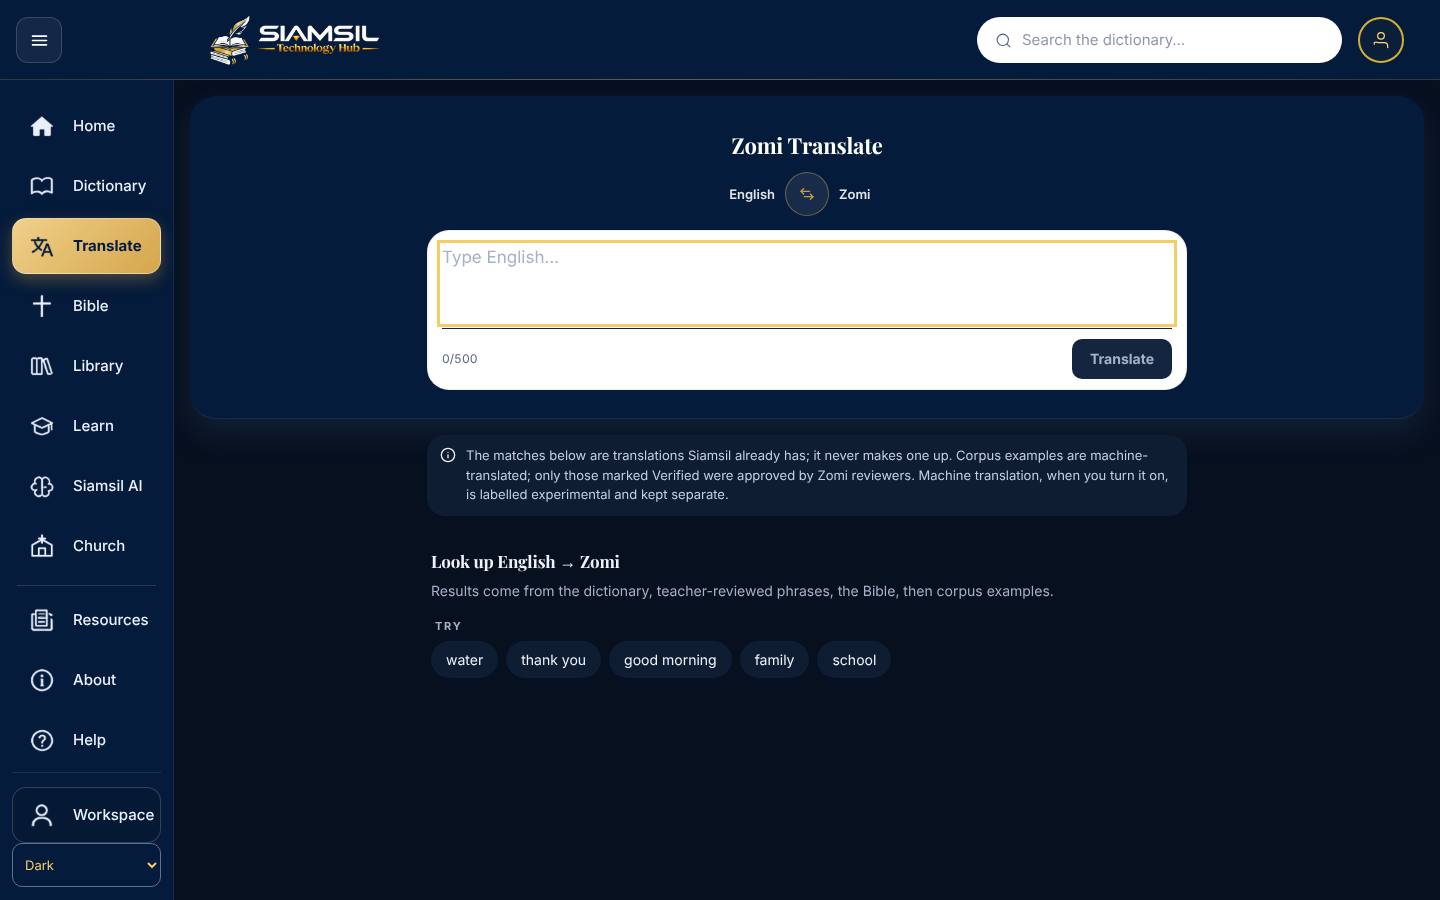 SIAMSIL
Technology Hub
Search the dictionary...
Home
Dictionary
Translate
Bible
Library
Learn
Siamsil AI
Church
Resources
About
Help
Workspace
Dark
Zomi Translate
English
Zomi
Type English...
0/500
Translate
The matches below are translations Siamsil already has; it never makes one up. Corpus examples are machine-
translated; only those marked Verified were approved by Zomi reviewers. Machine translation, when you turn it on,
is labelled experimental and kept separate.
Look up English → Zomi
Results come from the dictionary, teacher-reviewed phrases, the Bible, then corpus examples.
TRY
water
thank you
good morning
family
school